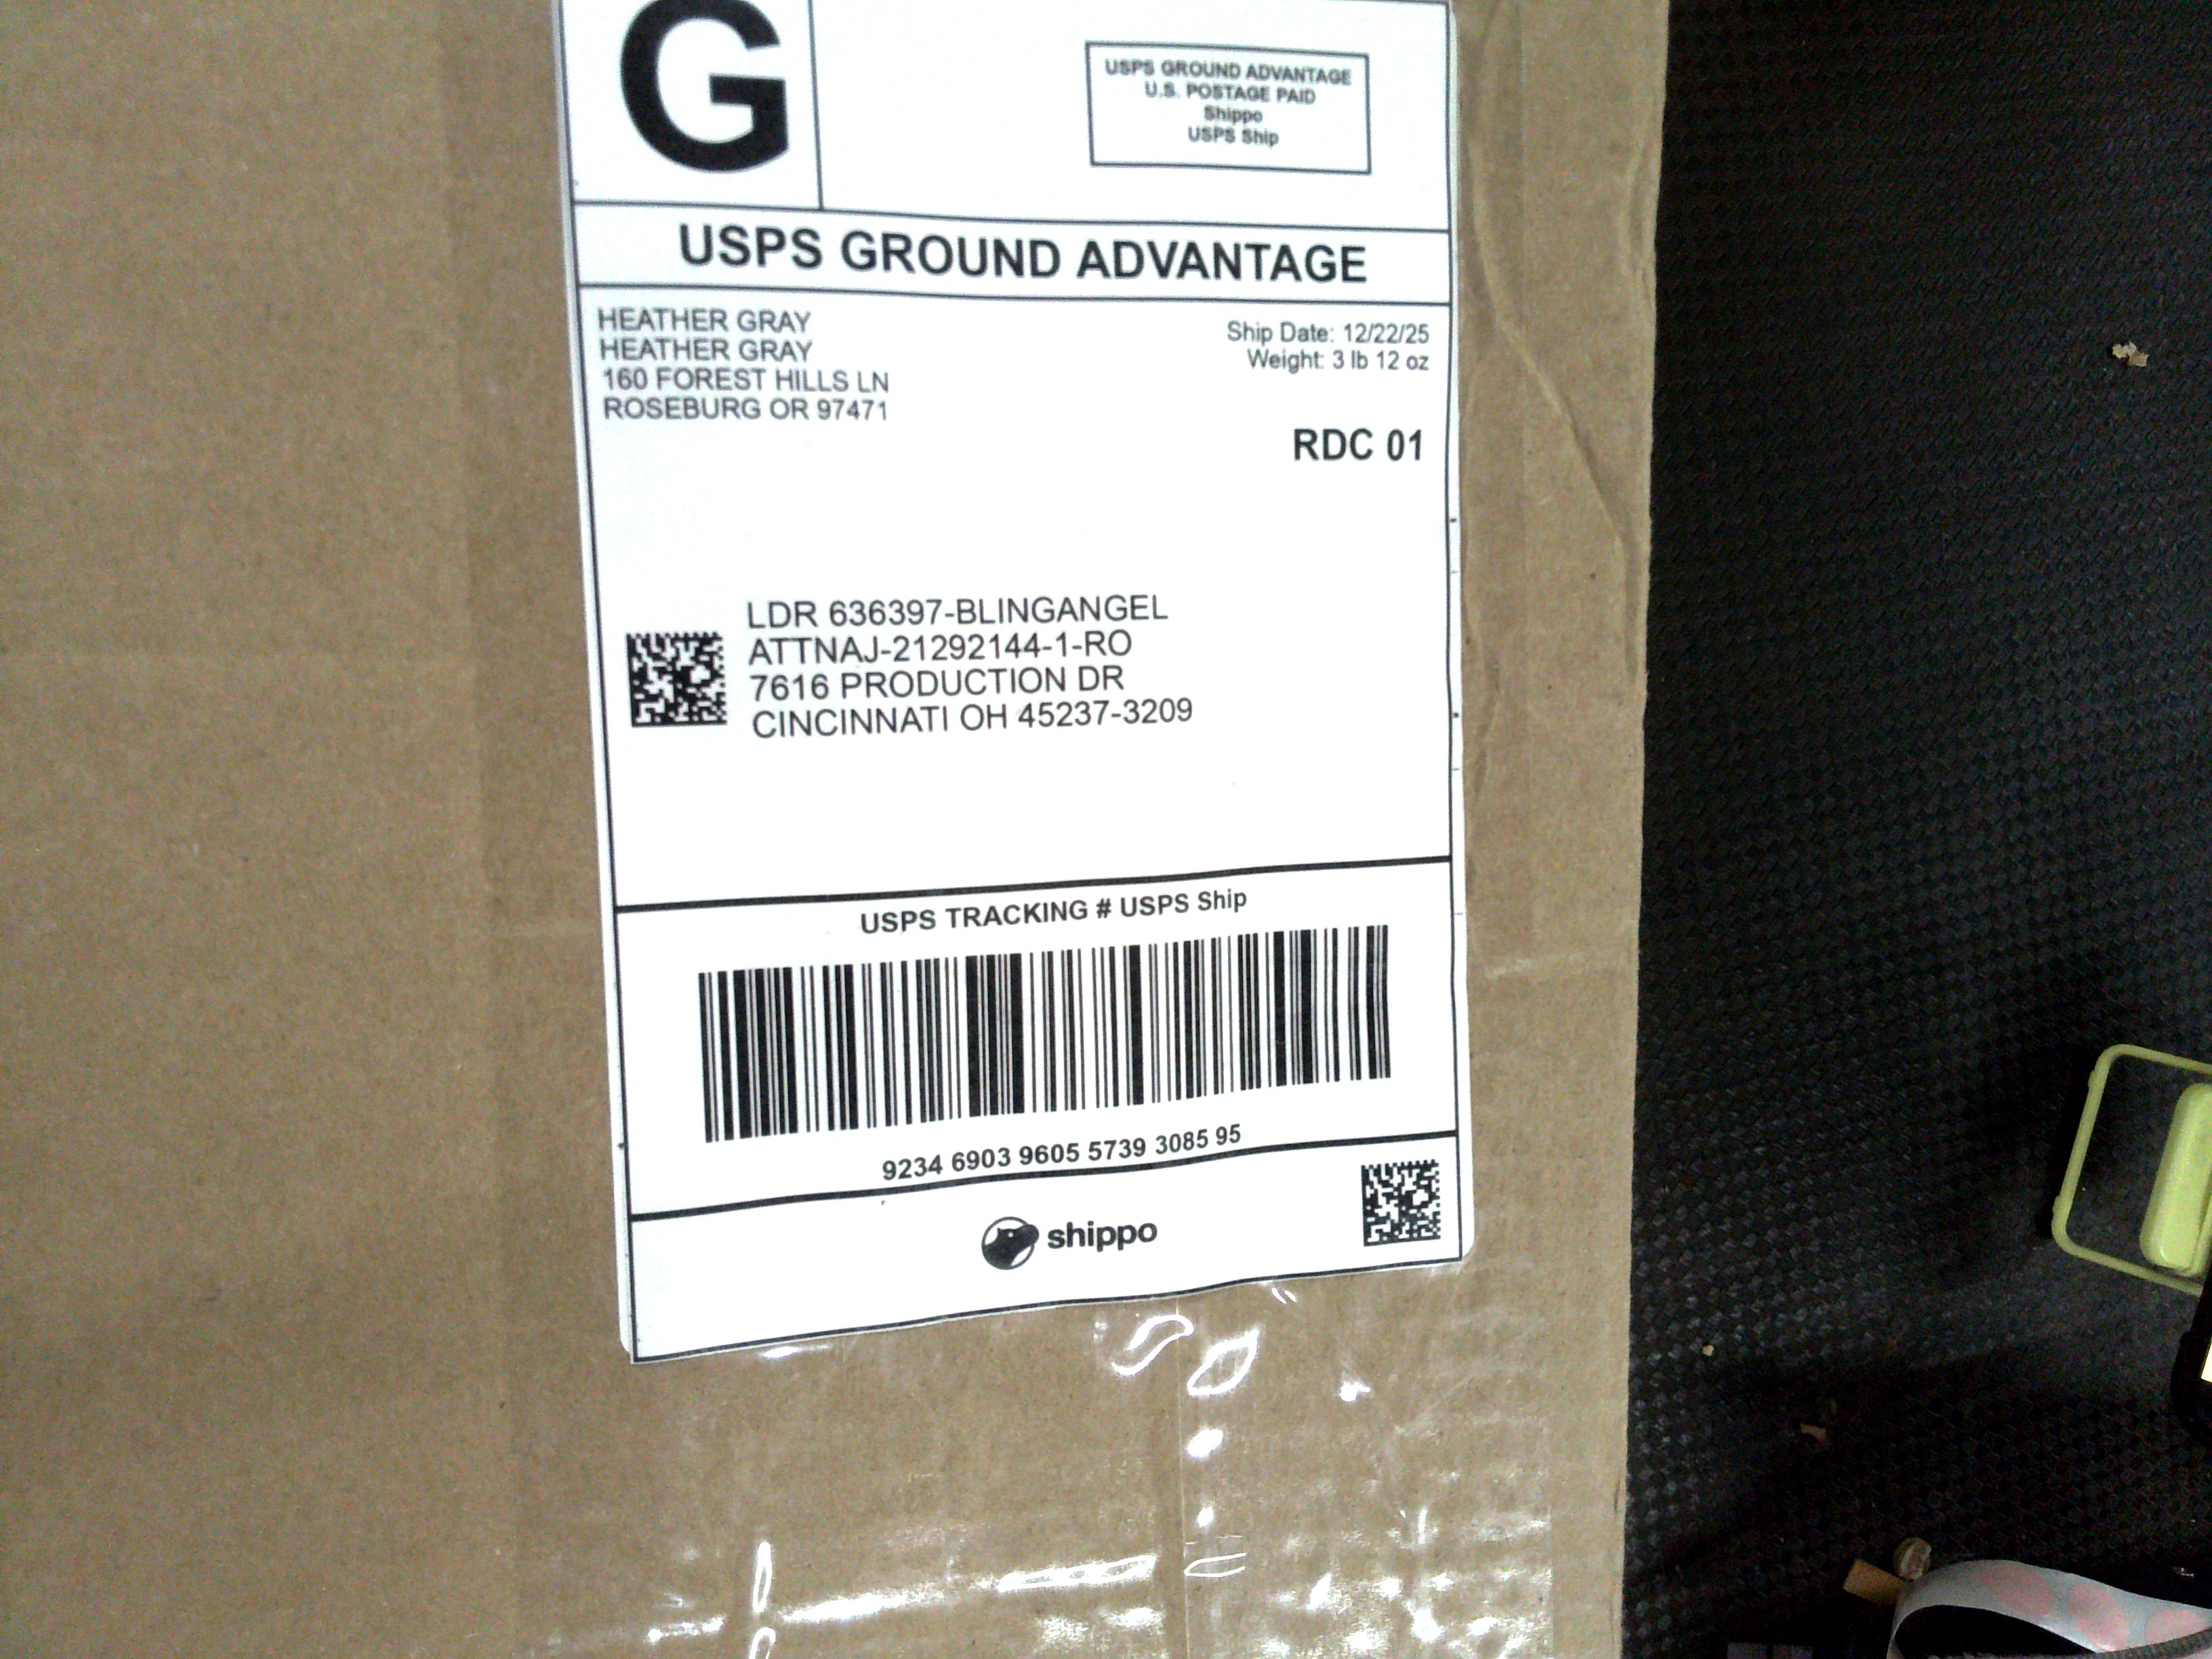 G
USPS GROUND ADVANTAGE
U.S. POSTAGE PAID
Shippo
USPS Ship
USPS GROUND ADVANTAGE
HEATHER GRAY
HEATHER GRAY
160 FOREST HILLS LN
ROSEBURG OR 97471
Ship Date: 12/22/25
Weight: 3 lb 12 oz
RDC 01
LDR 636397-BLINGANGEL
ATTNAJ-21292144-1-RO
7616 PRODUCTION DR
CINCINNATI OH 45237-3209
USPS TRACKING # USPS Ship
9234 6903 9605 5739 3085 95
shippo